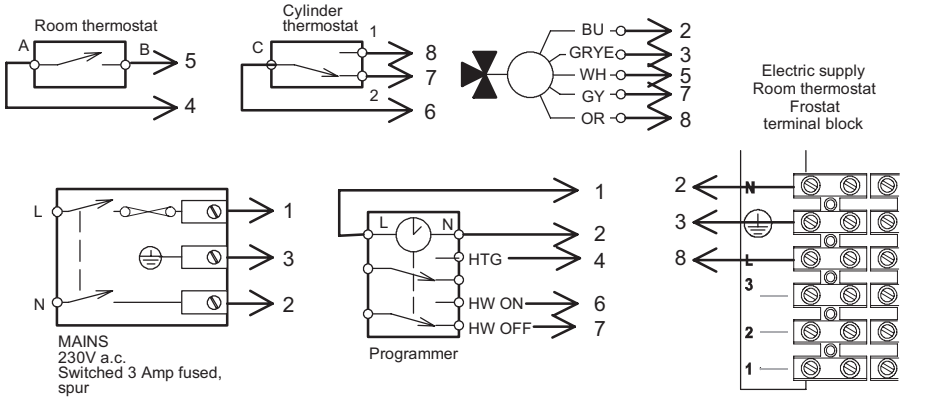 Room thermostat
A
B
5
4
Cylinder
thermostat
C
1
8
7
2
6
BU
2
GRYE
3
WH
5
GY
7
OR
8
Electric supply
Room thermostat
Frostat
terminal block
L
1
3
N
2
MAINS
230V a.c.
Switched 3 Amp fused,
spur
1
L
N
2
HTG
4
HW ON
6
HW OFF
7
Programmer
2
N
3
8
L
3
2
1